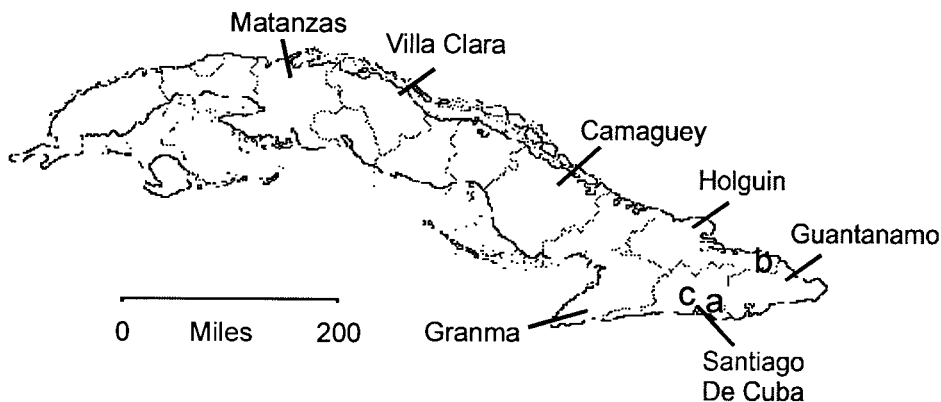 Matanzas
Villa Clara
Camaguey
Holguin
Guantanamo
b
c a
0 Miles 200
Granma
Santiago
De Cuba